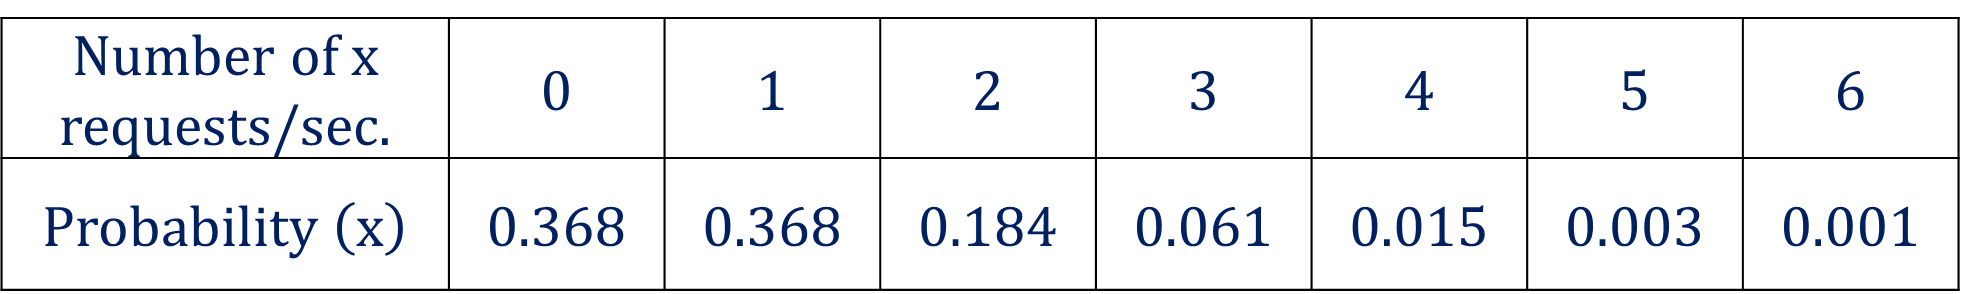 Number of x
requests/sec.
0 1 2 3 4 5 6
Probability (x) 0.368 0.368 0.184 0.061 0.015 0.003 0.001